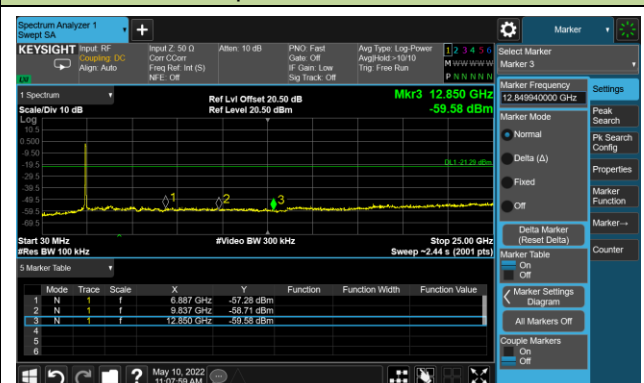 Spectrum Analyzer 1
Swept SA
Marker
KEYSIGHT Input: RF Input Z: 50 Ω Atten: 10 dB PNO: Fast Avg Type: Log-Power 1 2 3 4 5 6
Coupling: DC Corr CCorr Gate: Off Avg|Hold:>10/10 M W W W W W
Align: Auto Freq Ref: Int (S) IF Gain: Low Trig: Free Run
NFE: Off Sig Track: Off P N N N N N
Select Marker
Marker 3
1 Spectrum
Scale/Div 10 dB
Ref Lvl Offset 20.50 dB
Ref Level 20.50 dBm
Mkr3 12.850 GHz
-59.58 dBm
Log
10.5
0.500
-9.50
-19.5
DL1 -21.29 dBm
-29.5
-39.5
-49.5
-59.5
-69.5
1
2
3
Start 30 MHz
#Res BW 100 kHz
#Video BW 300 kHz
Stop 25.00 GHz
Sweep ~2.44 s (2001 pts)
5 Marker Table
Mode Trace Scale X Y Function Function Width Function Value
1 N 1 f 6.887 GHz -57.28 dBm
2 N 1 f 9.837 GHz -58.71 dBm
3 N 1 f 12.850 GHz -59.58 dBm
4
5
6
Marker Frequency
12.849940000 GHz
Marker Mode
Normal
Delta (Δ)
Fixed
Off
Delta Marker
(Reset Delta)
Marker Table
On
Off
Marker Settings
Diagram
All Markers Off
Couple Markers
On
Off
Settings
Peak
Search
Pk Search
Config
Properties
Marker
Function
Marker→
Counter
May 10, 2022
11:07:59 AM